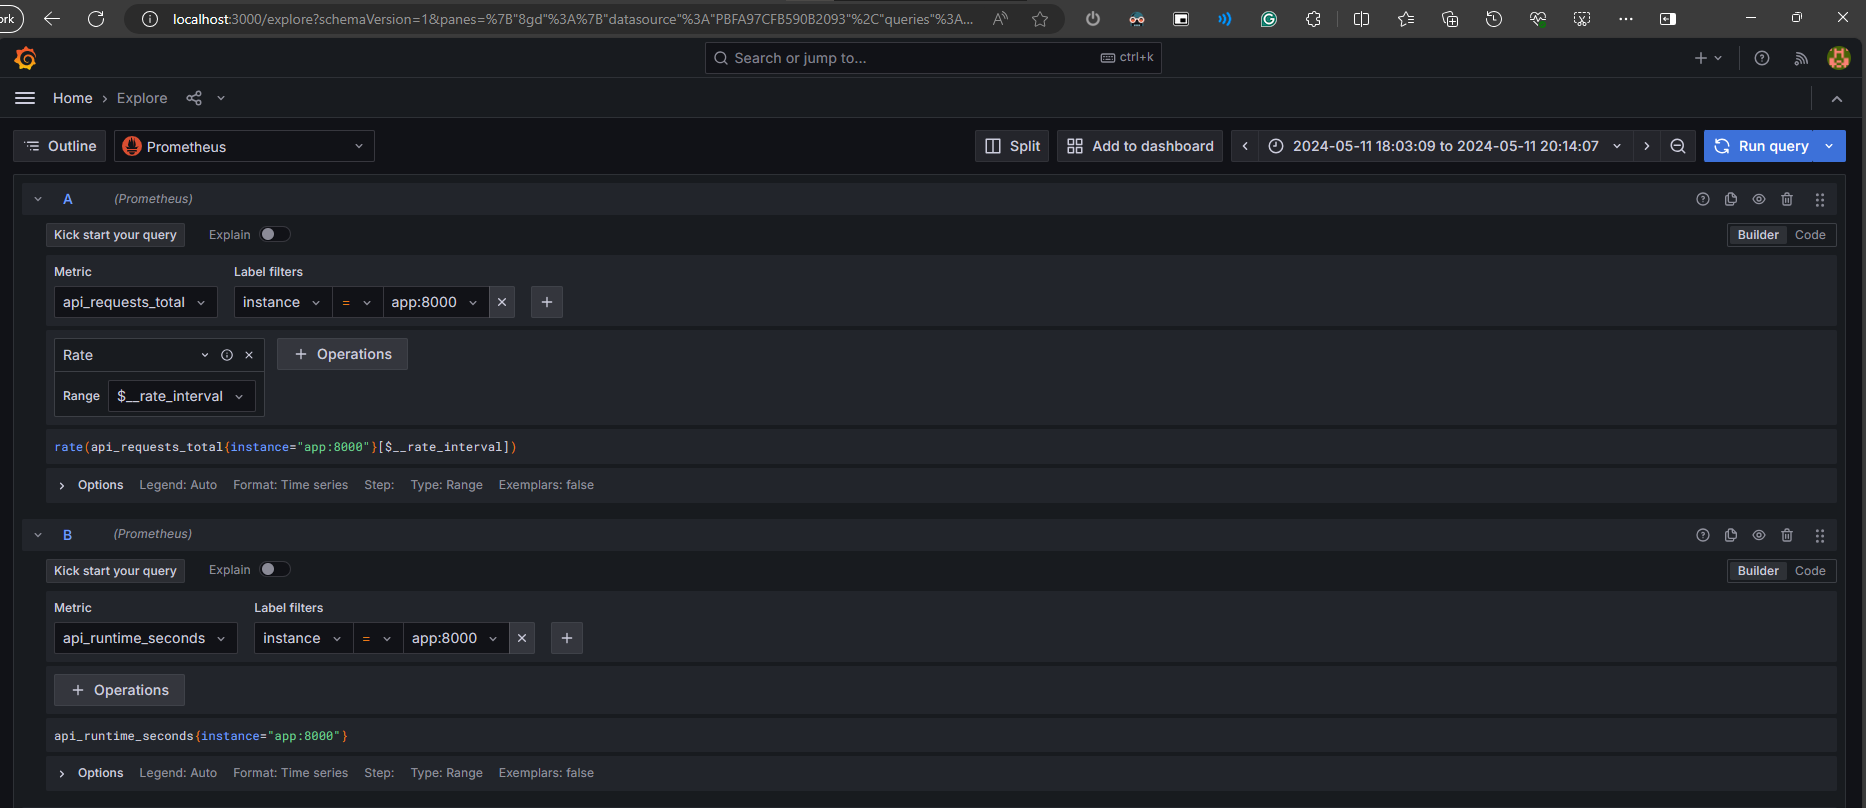 ork
localhost:3000/explore?schemaVersion=1&panes=%7B"8gd"%3A%7B"datasource"%3A"PBFA97CFB590B2093"%2C"queries"%3A...
Search or jump to...
ctrl+k
Home › Explore
Outline
Prometheus
Split
Add to dashboard
2024-05-11 18:03:09 to 2024-05-11 20:14:07
Run query
A (Prometheus)
Kick start your query
Explain
Builder Code
Metric
Label filters
api_requests_total
instance = app:8000
Rate
+ Operations
Range $__rate_interval
rate(api_requests_total{instance="app:8000"}[$__rate_interval])
Options Legend: Auto Format: Time series Step: Type: Range Exemplars: false
B (Prometheus)
Kick start your query
Explain
Builder Code
Metric
Label filters
api_runtime_seconds
instance = app:8000
+ Operations
api_runtime_seconds{instance="app:8000"}
Options Legend: Auto Format: Time series Step: Type: Range Exemplars: false